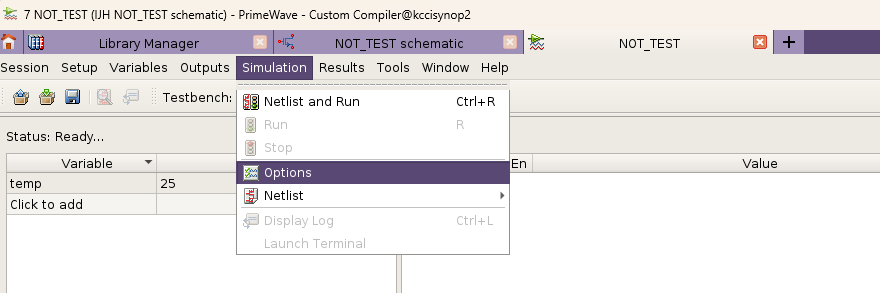 7 NOT_TEST (IJH NOT_TEST schematic) - PrimeWave - Custom Compiler@kccisynop2
Library Manager NOT_TEST schematic NOT_TEST
Session Setup Variables Outputs Simulation Results Tools Window Help
Testbench:
Netlist and Run Ctrl+R
Run R
Stop
Options
Netlist
Display Log Ctrl+L
Launch Terminal
Status: Ready...
Variable En Value
temp 25
Click to add